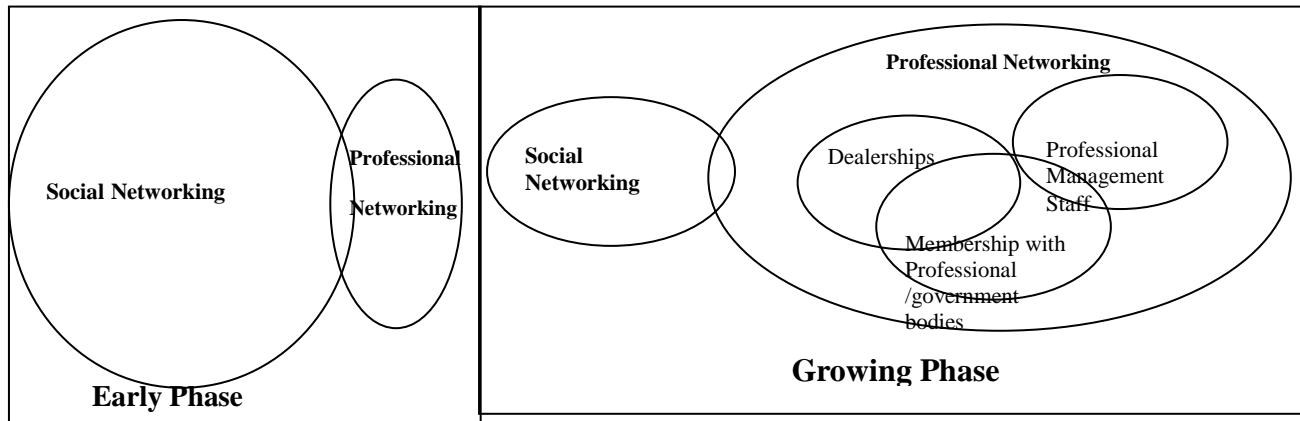 Social Networking
Professional
Networking
Early Phase
Professional Networking
Social
Networking
Dealerships
Professional
Management
Staff
Membership with
Professional
/government
bodies
Growing Phase